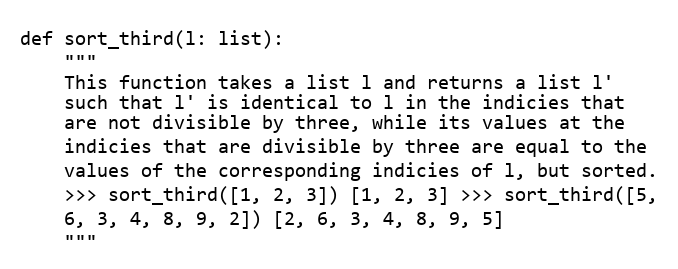 def sort_third(l: list):
"""
This function takes a list l and returns a list l'
such that l' is identical to l in the indicies that
are not divisible by three, while its values at the
indicies that are divisible by three are equal to the
values of the corresponding indicies of l, but sorted.
>>> sort_third([1, 2, 3]) [1, 2, 3] >>> sort_third([5,
6, 3, 4, 8, 9, 2]) [2, 6, 3, 4, 8, 9, 5]
"""